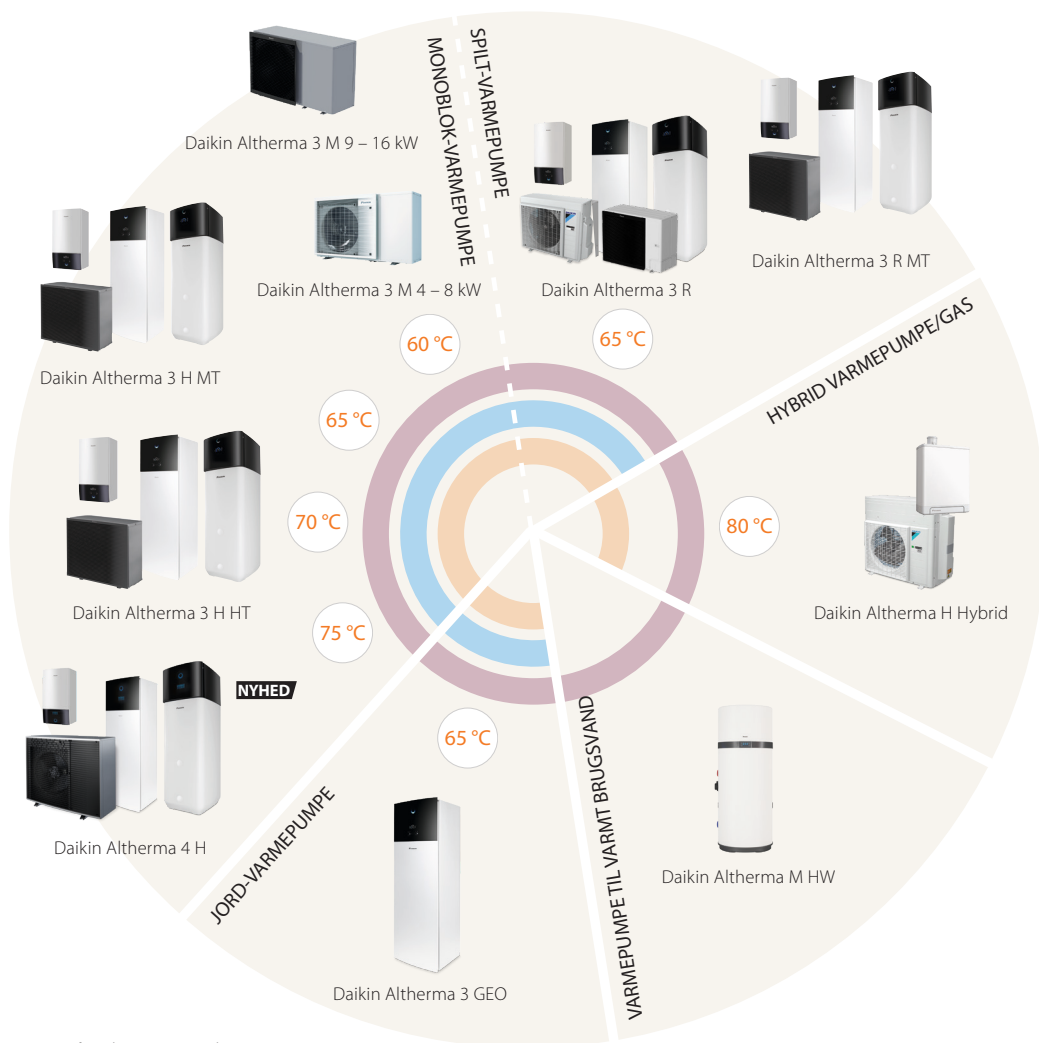 SPILT-VARMEPUMPE
MONOBLOK-VARMEPUMPE
Daikin Altherma 3 M 9 – 16 kW
Daikin Altherma 3 R MT
Daikin Altherma 3 M 4 – 8 kW
Daikin Altherma 3 R
HYBRID VARMEPUMPE/GAS
60 °C
65 °C
Daikin Altherma 3 H MT
65 °C
70 °C
80 °C
Daikin Altherma 3 H HT
Daikin Altherma H Hybrid
75 °C
NYHED
65 °C
Daikin Altherma 4 H
JORD-VARMEPUMPE
VARMEPUMPE TIL VARMT BRUGSVAND
Daikin Altherma M HW
Daikin Altherma 3 GEO